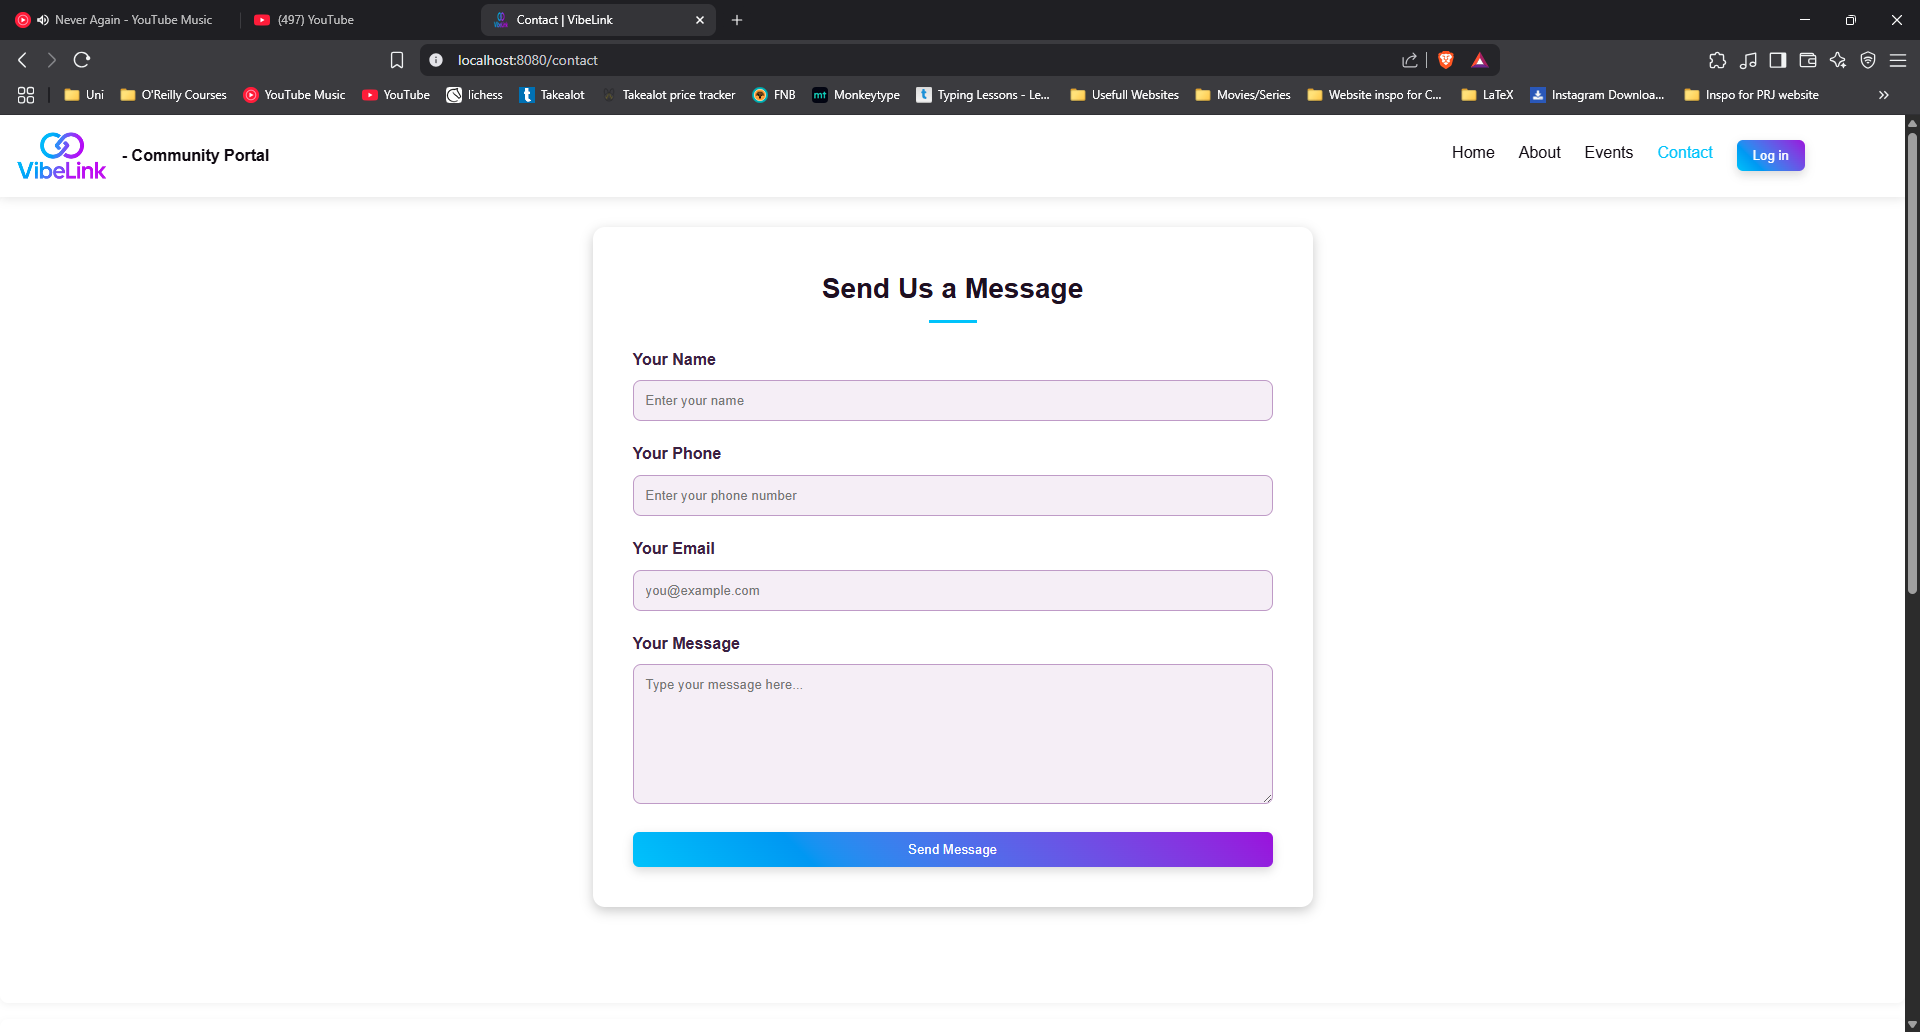 Never Again - YouTube Music
(497) YouTube
Contact | VibeLink
localhost:8080/contact
Uni
O'Reilly Courses
YouTube Music
YouTube
lichess
Takealot
Takealot price tracker
FNB
mt
Monkeytype
Typing Lessons - Le...
Usefull Websites
Movies/Series
Website inspo for C...
LaTeX
Instagram Downloa...
Inspo for PRJ website
VibeLink
- Community Portal
Home
About
Events
Contact
Log in
Send Us a Message
Your Name
Enter your name
Your Phone
Enter your phone number
Your Email
you@example.com
Your Message
Type your message here...
Send Message